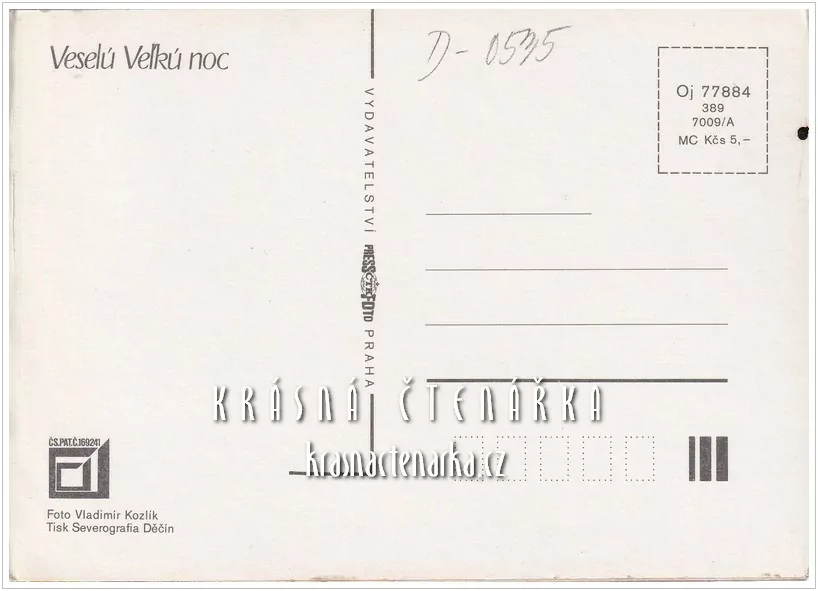 Veselú Veľkú noc
D - 0535
Oj 77884
389
7009/A
MC Kčs 5,-
VYDAVATELSTVÍ PRESSFOTO ČTK PRAHA
KRÁSNÁ ČTENÁŘKA
krasnactenarka.cz
ČS.PAT.Č.169241
Foto Vladimír Kozlík
Tisk Severografia Děčín